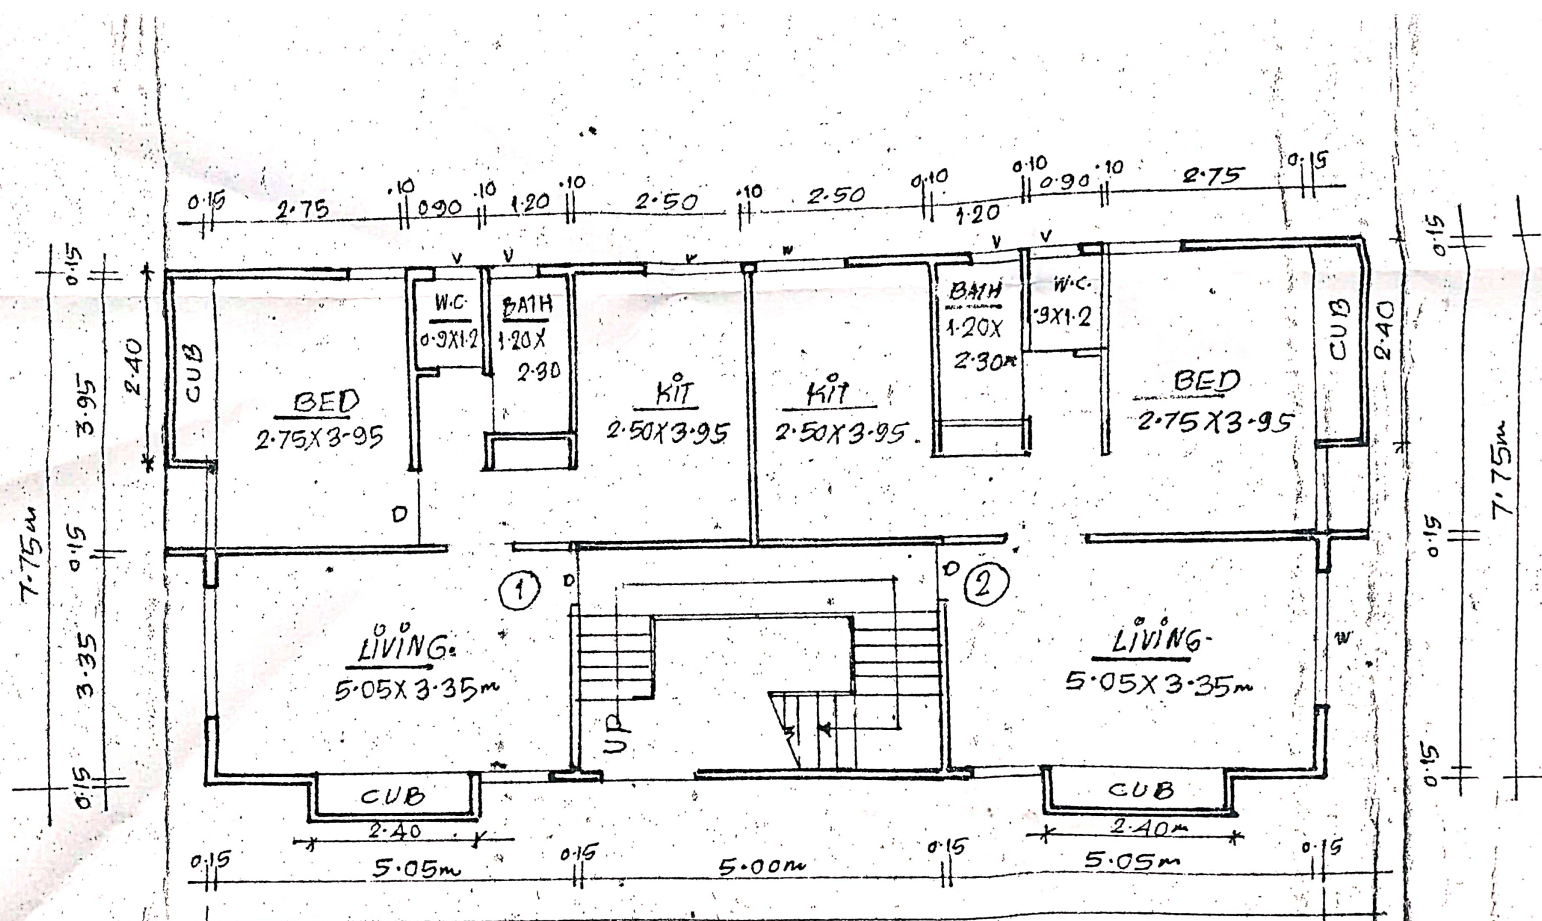 0.15 2.75 .10 0.90 .10 1.20 .10 2.50 .10 2.50 0.10 1.20 0.10 0.90 .10 2.75 0.15
V V W W V V
0.15 3.95 0.15 3.35 0.15
7.75m
2.40
CUB
BED
2.75X3.95
W.C.
0.9X1.2
BATH
1.20X
2.30
KIT
2.50X3.95
KIT
2.50X3.95.
BATH
1.20X
2.30m
W.C.
.9X1.2
BED
2.75X3.95
CUB
2.40
0.15 0.15 0.15
7.75m
D
1
D
D
2
LIVING.
5.05X3.35m
UP
LIVING-
5.05X3.35m
W
CUB
2.40
CUB
2.40m
0.15 5.05m 0.15 5.00m 0.15 5.05m 0.15